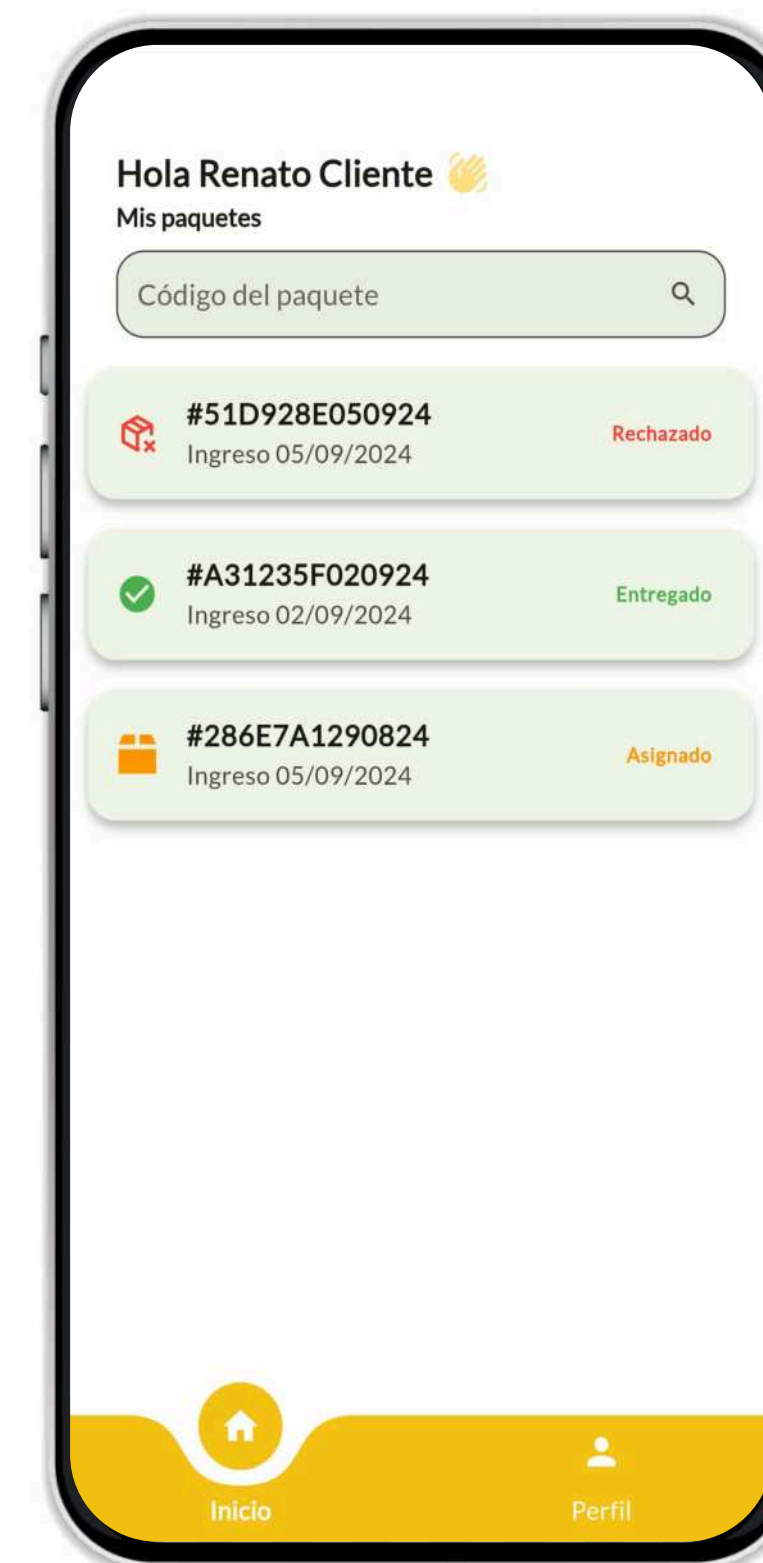 Hola Renato Cliente 👋
Mis paquetes
Código del paquete
#51D928E050924
Ingreso 05/09/2024
Rechazado
#A31235F020924
Ingreso 02/09/2024
Entregado
#286E7A1290824
Ingreso 05/09/2024
Asignado
Inicio
Perfil